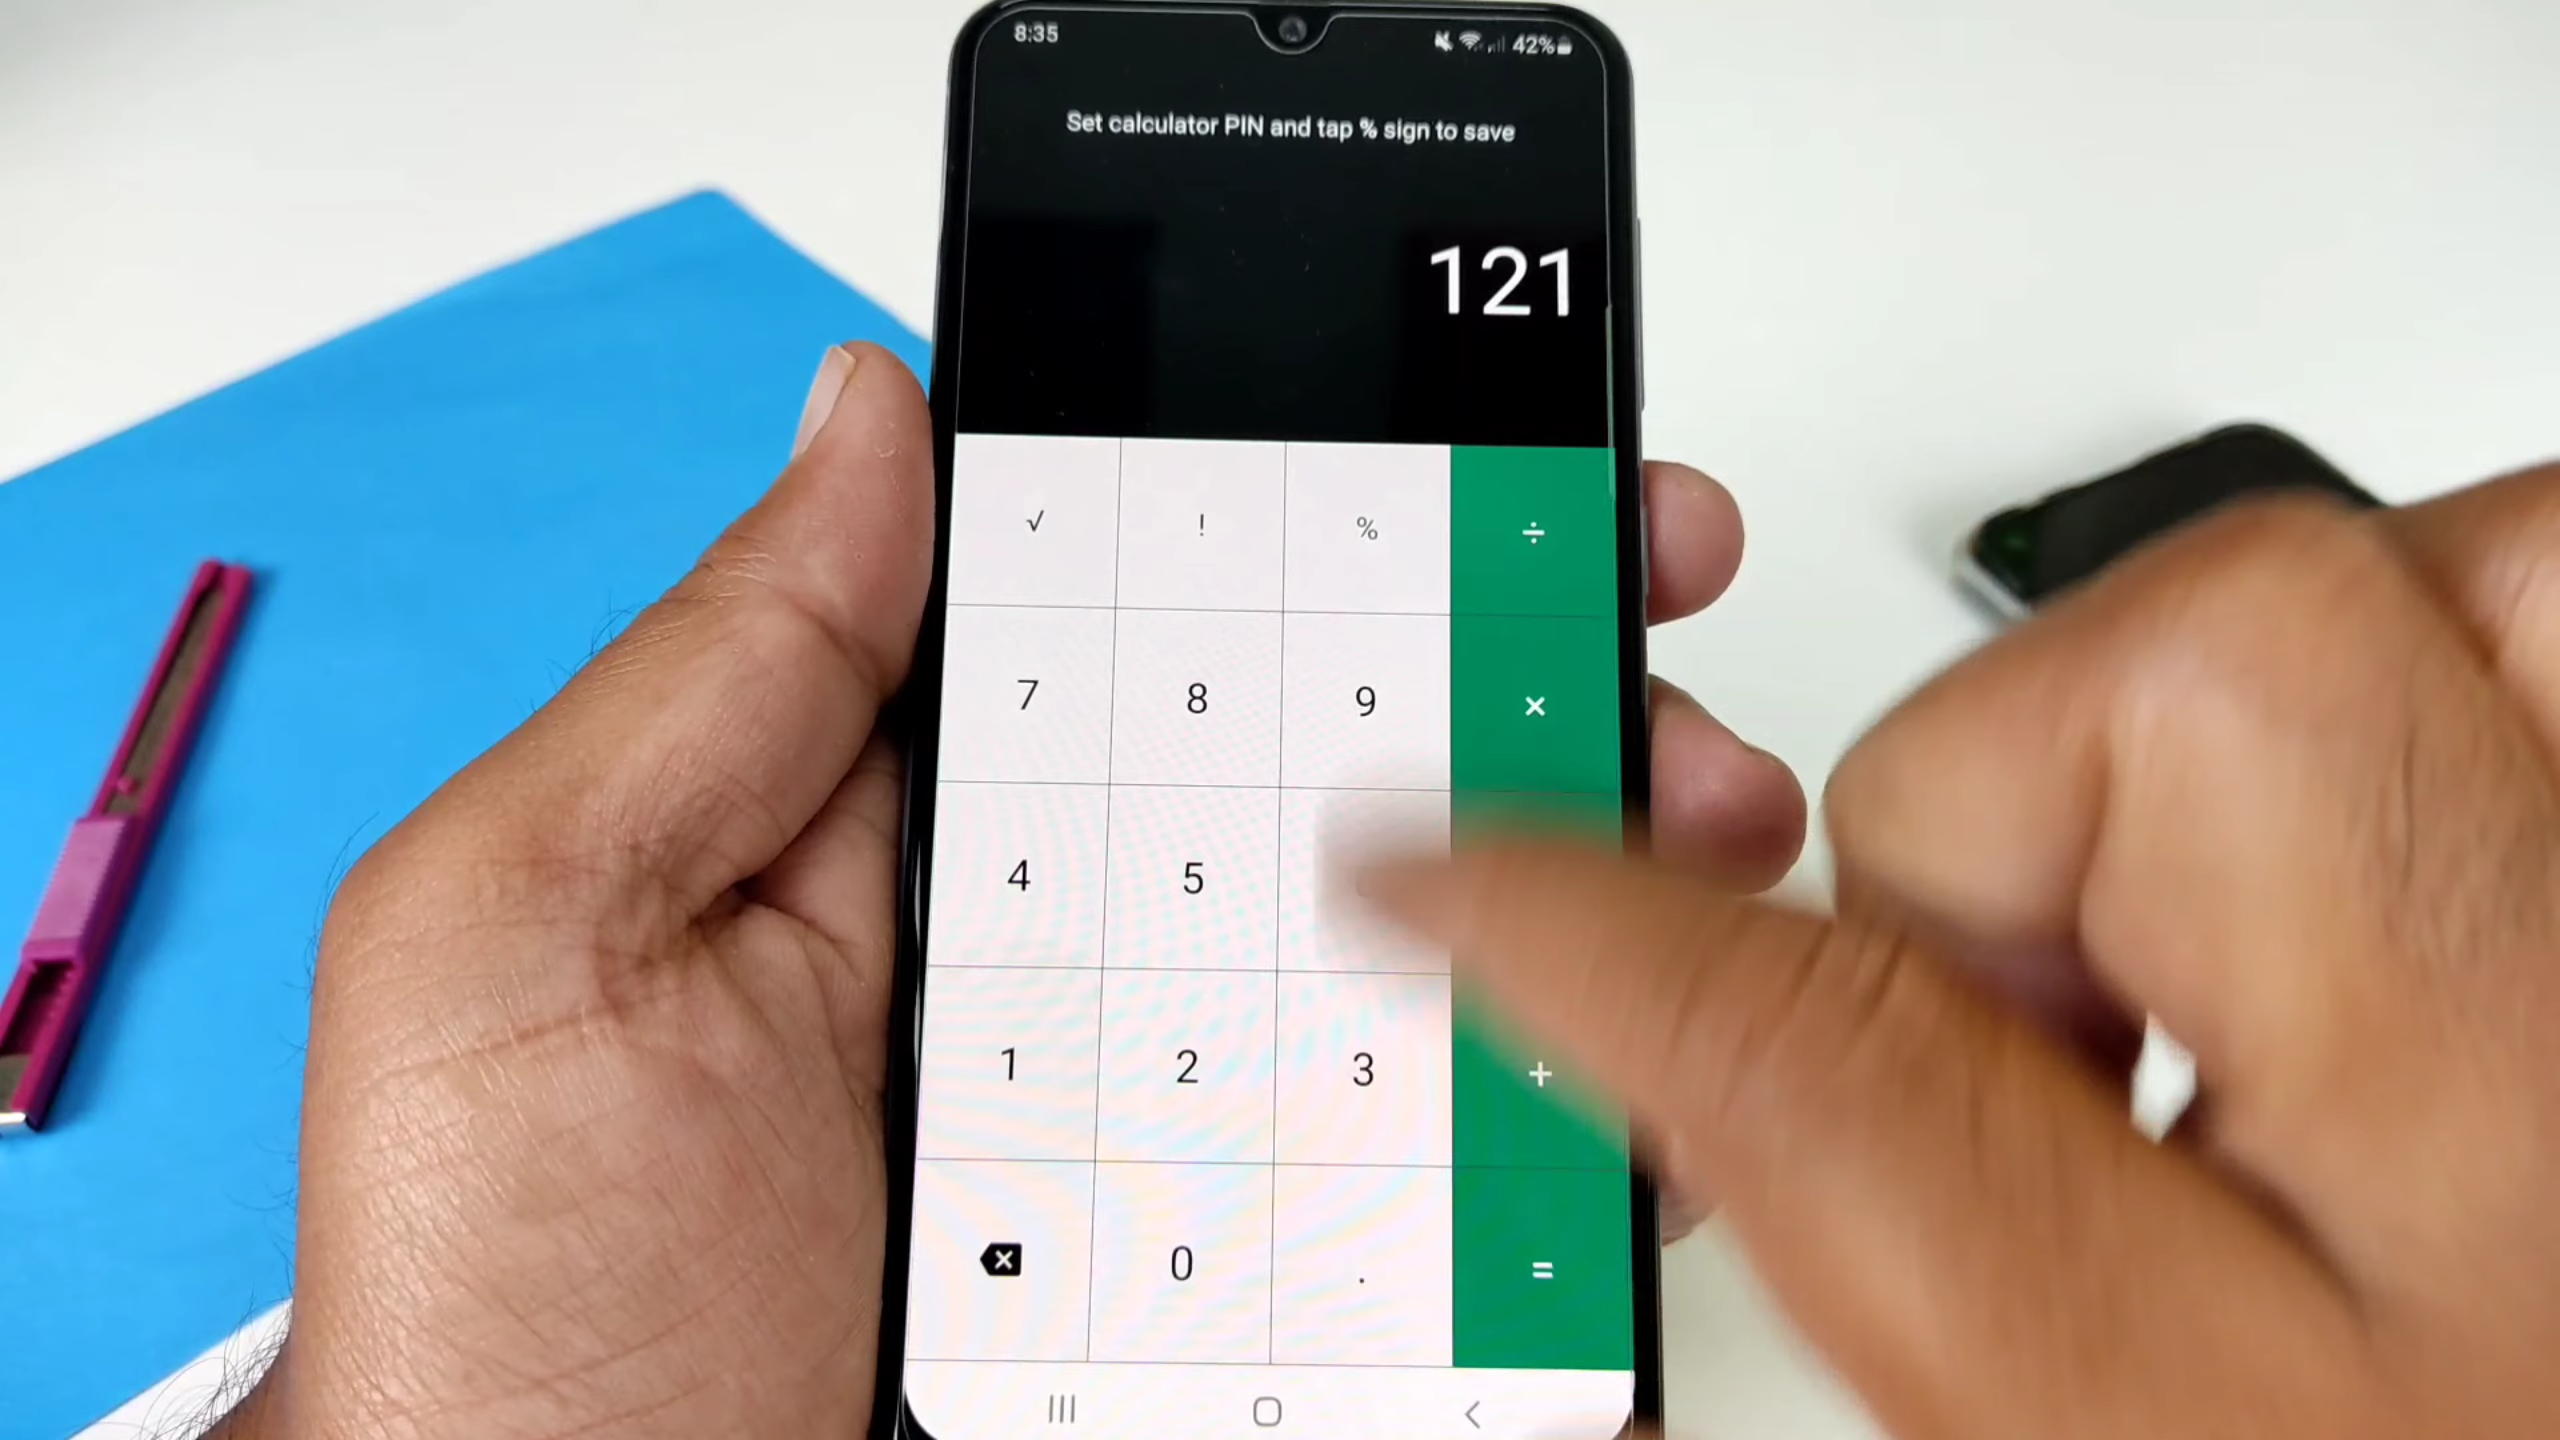 8:35
42%
Set calculator PIN and tap % sign to save
121
√ ! % ÷
7 8 9 ×
4 5
1 2 3 +
0 . =